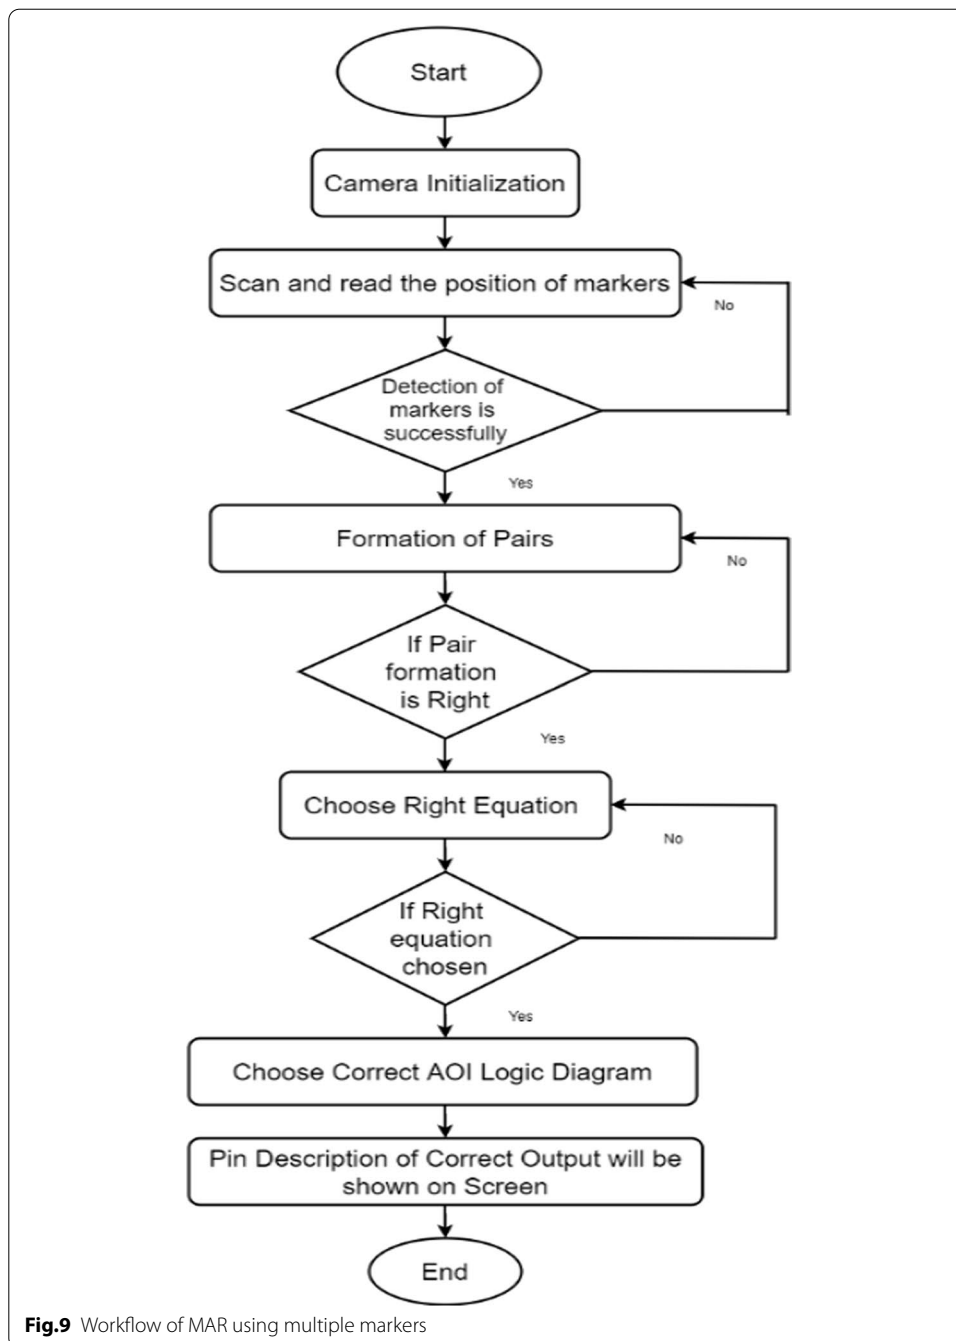 Start
Camera Initialization
Scan and read the position of markers
No
Detection of
markers is
successfully
Yes
Formation of Pairs
No
If Pair
formation
is Right
Yes
Choose Right Equation
No
If Right
equation
chosen
Yes
Choose Correct AOI Logic Diagram
Pin Description of Correct Output will be
shown on Screen
End
Fig.9 Workflow of MAR using multiple markers